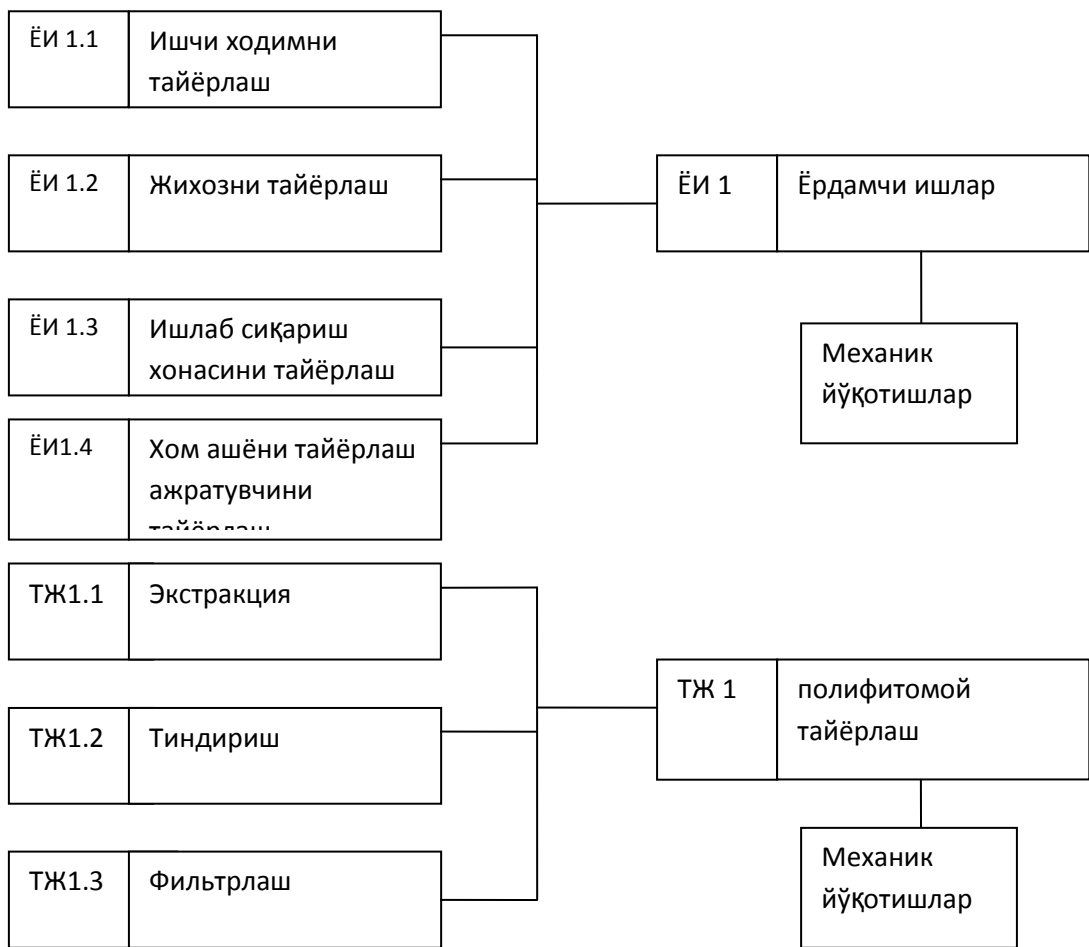 ЁИ 1.1
Ишчи ходимни
тайёрлаш
ЁИ 1.2
Жихозни тайёрлаш
ЁИ 1
Ёрдамчи ишлар
ЁИ 1.3
Ишлаб сиқариш
хонасини тайёрлаш
Механик
йўқотишлар
ЁИ1.4
Хом ашёни тайёрлаш
ажратувчини
тайёрлаш
ТЖ1.1
Экстракция
ТЖ 1
полифитомой
тайёрлаш
ТЖ1.2
Тиндириш
ТЖ1.3
Фильтрлаш
Механик
йўқотишлар